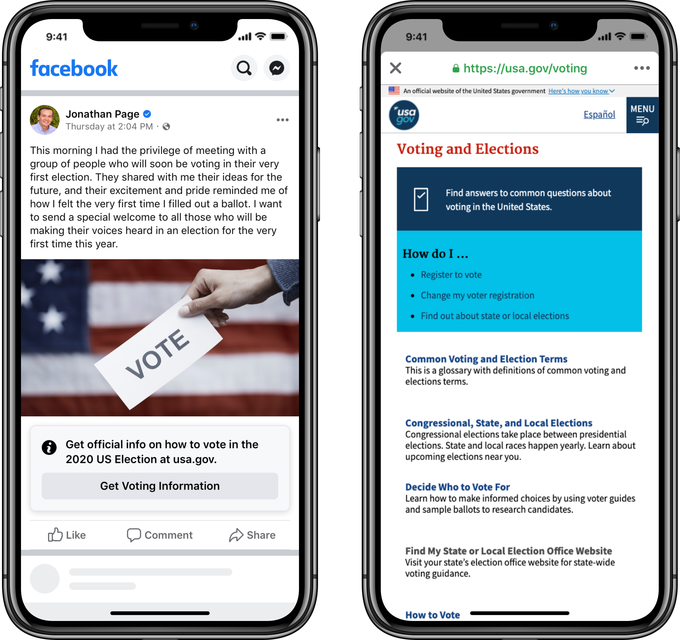 9:41
facebook
Jonathan Page
Thursday at 2:04 PM ·
This morning I had the privilege of meeting with a
group of people who will soon be voting in their very
first election. They shared with me their ideas for the
future, and their excitement and pride reminded me of
how I felt the very first time I filled out a ballot. I want
to send a special welcome to all those who will be
making their voices heard in an election for the very
first time this year.
VOTE
Get official info on how to vote in the
2020 US Election at usa.gov.
Get Voting Information
Like
Comment
Share
9:41
https://usa.gov/voting
An official website of the United States government Here's how you know
usa
gov
Español
MENU
Voting and Elections
Find answers to common questions about
voting in the United States.
How do I ...
• Register to vote
• Change my voter registration
• Find out about state or local elections
Common Voting and Election Terms
This is a glossary with definitions of common voting and
elections terms.
Congressional, State, and Local Elections
Congressional elections take place between presidential
elections. State and local races happen yearly. Learn about
upcoming elections near you.
Decide Who to Vote For
Learn how to make informed choices by using voter guides
and sample ballots to research candidates.
Find My State or Local Election Office Website
Visit your state's election office website for state-wide
voting guidance.
How to Vote